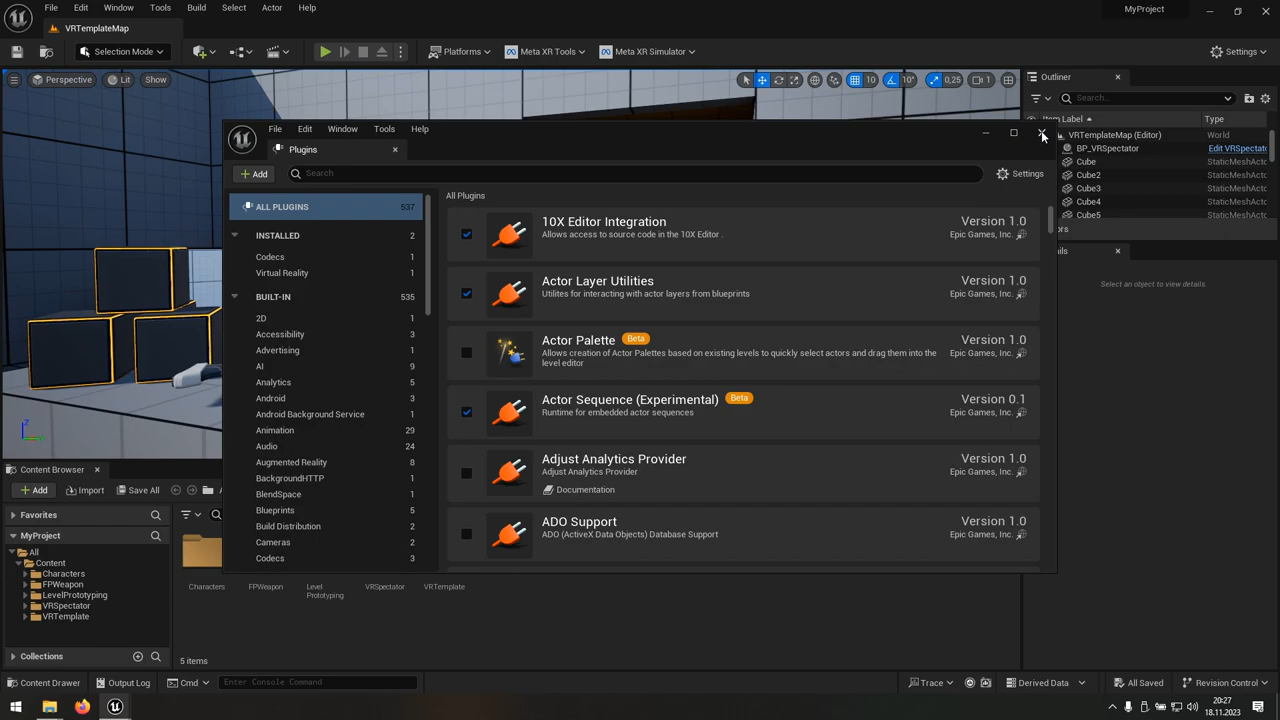 File Edit Window Tools Build Select Actor Help
MyProject
VRTemplateMap
Selection Mode
Platforms
Meta XR Tools
Meta XR Simulator
Settings
Perspective
Lit
Show
10
10°
0,25
1
Outliner
Search...
Item Label
Type
VRTemplateMap (Editor) World
BP_VRSpectator Edit VRSpectato
Cube StaticMeshActo
Cube2 StaticMeshActo
Cube3 StaticMeshActo
Cube4 StaticMeshActo
Cube5 StaticMeshActo
ors
ils
Select an object to view details.
File Edit Window Tools Help
Plugins
Add
Search
Settings
ALL PLUGINS 537
INSTALLED 2
Codecs 1
Virtual Reality 1
BUILT-IN 535
2D 1
Accessibility 3
Advertising 1
AI 9
Analytics 5
Android 3
Android Background Service 1
Animation 29
Audio 24
Augmented Reality 8
BackgroundHTTP 1
BlendSpace 1
Blueprints 5
Build Distribution 2
Cameras 2
Codecs 3
All Plugins
10X Editor Integration
Version 1.0
Allows access to source code in the 10X Editor .
Epic Games, Inc.
Actor Layer Utilities
Version 1.0
Utilites for interacting with actor layers from blueprints
Epic Games, Inc.
Actor Palette Beta
Version 1.0
Allows creation of Actor Palettes based on existing levels to quickly select actors and drag them into the
level editor
Epic Games, Inc.
Actor Sequence (Experimental) Beta
Version 0.1
Runtime for embedded actor sequences
Epic Games, Inc.
Adjust Analytics Provider
Version 1.0
Adjust Analytics Provider
Epic Games, Inc.
Documentation
ADO Support
Version 1.0
ADO (ActiveX Data Objects) Database Support
Epic Games, Inc.
Content Browser
Add
Import
Save All
A
Favorites
MyProject
All
Content
Characters
FPWeapon
LevelPrototyping
VRSpectator
VRTemplate
Collections
Characters
FPWeapon
Level
Prototyping
VRSpectator
VRTemplate
5 items
Content Drawer
Output Log
Cmd
Enter Console Command
Trace
Derived Data
All Saved
Revision Control
20:27
18.11.2023